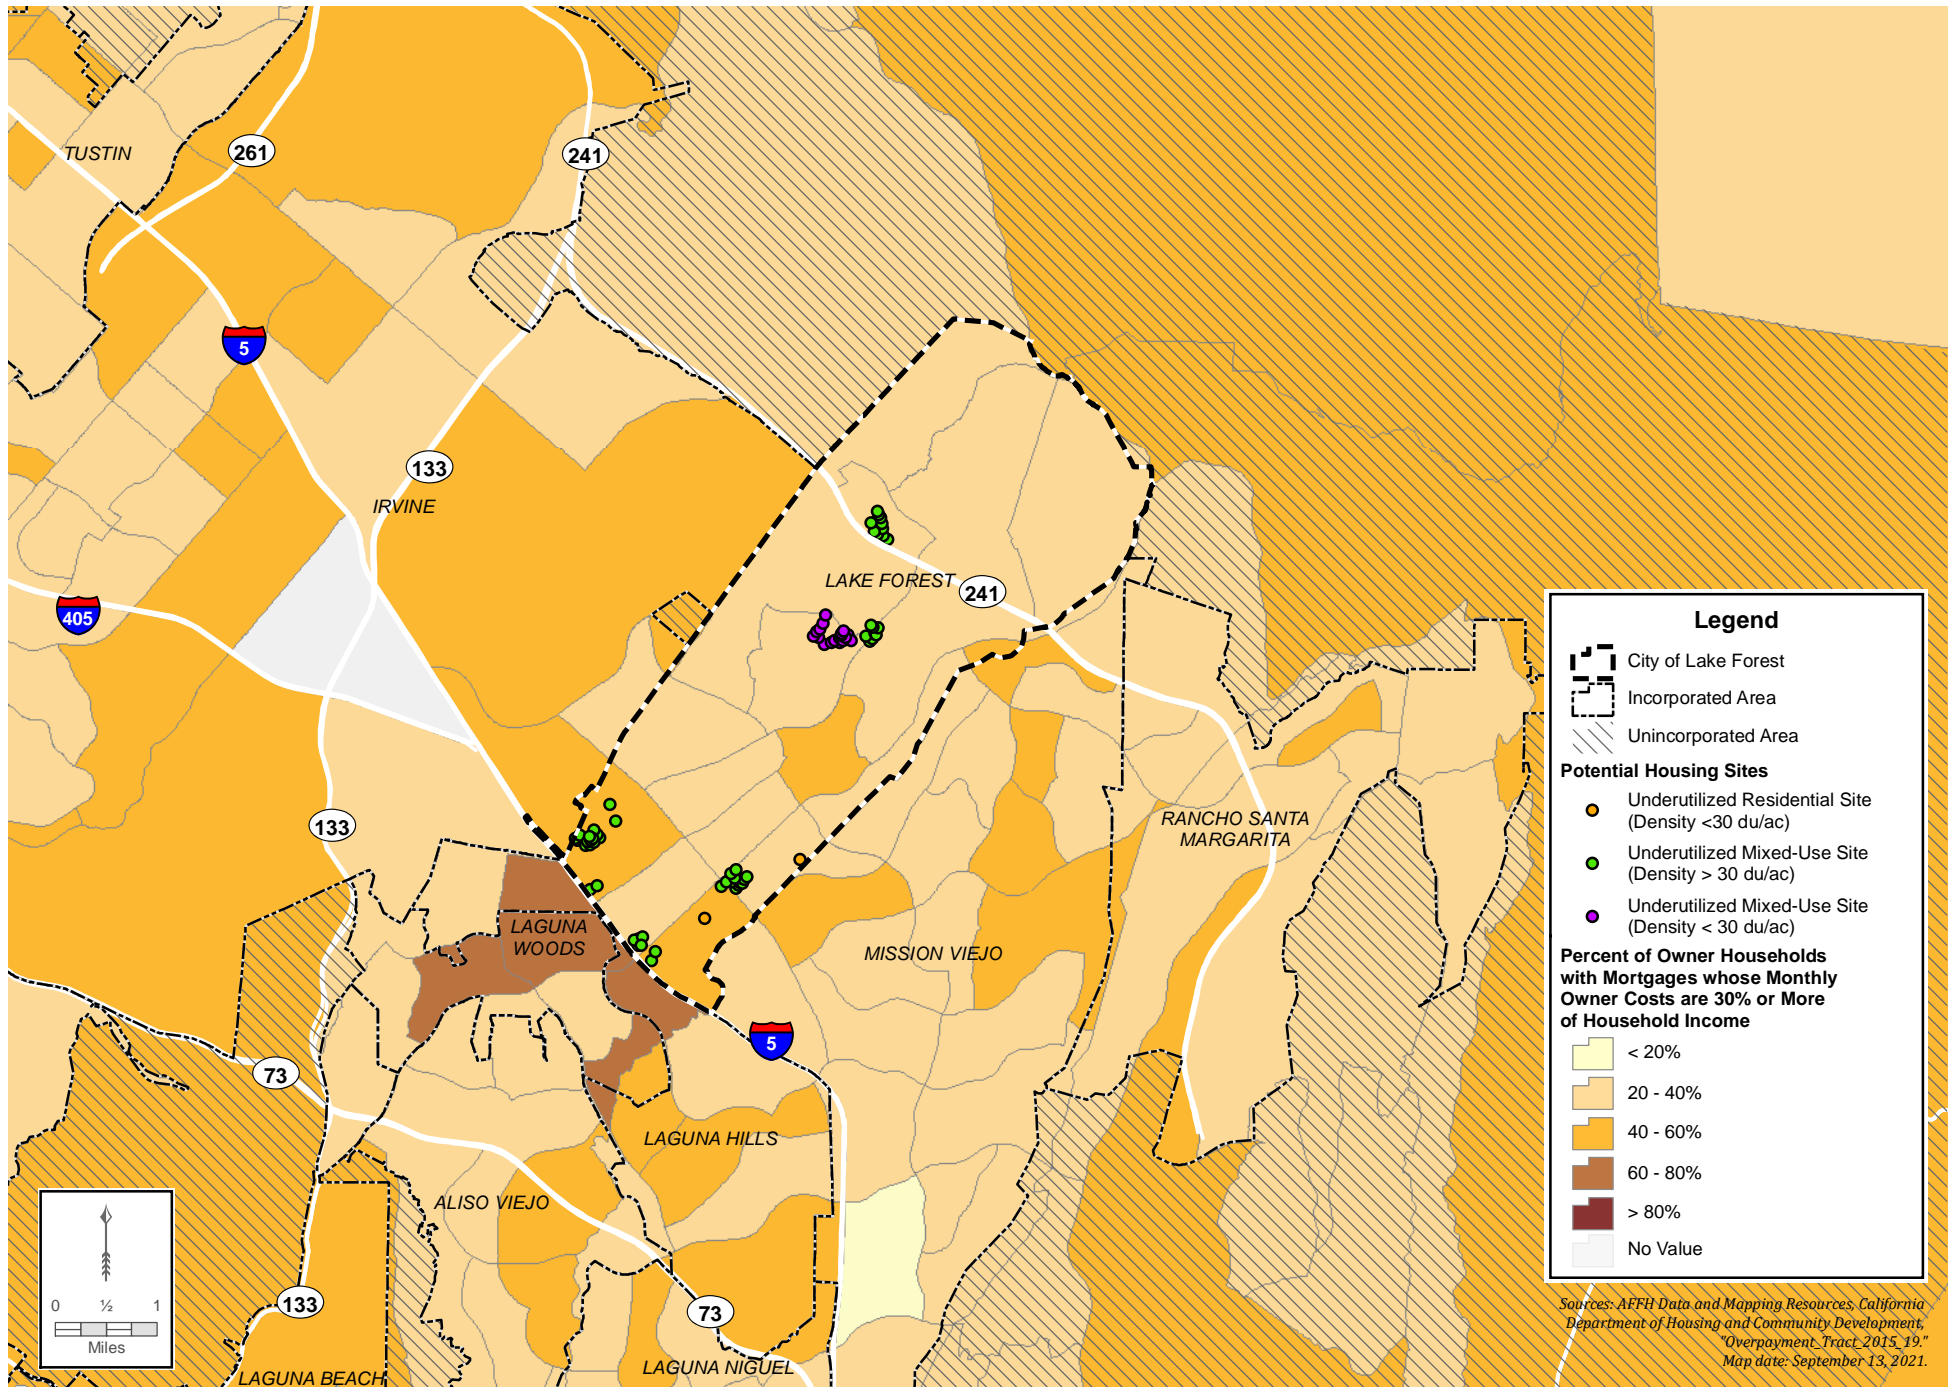 TUSTIN
261
241
5
133
IRVINE
405
LAKE FOREST
241
133
RANCHO SANTA
MARGARITA
LAGUNA
WOODS
MISSION VIEJO
5
73
LAGUNA HILLS
ALISO VIEJO
133
73
LAGUNA NIGUEL
LAGUNA BEACH
0 ½ 1
Miles
Legend
City of Lake Forest
Incorporated Area
Unincorporated Area
Potential Housing Sites
Underutilized Residential Site
(Density <30 du/ac)
Underutilized Mixed-Use Site
(Density > 30 du/ac)
Underutilized Mixed-Use Site
(Density < 30 du/ac)
Percent of Owner Households
with Mortgages whose Monthly
Owner Costs are 30% or More
of Household Income
< 20%
20 - 40%
40 - 60%
60 - 80%
> 80%
No Value
Sources: AFFH Data and Mapping Resources, California
Department of Housing and Community Development,
"Overpayment_Tract_2015_19."
Map date: September 13, 2021.